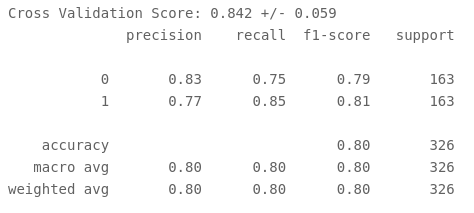 Cross Validation Score: 0.842 +/- 0.059
precision recall f1-score support
0 0.83 0.75 0.79 163
1 0.77 0.85 0.81 163
accuracy 0.80 326
macro avg 0.80 0.80 0.80 326
weighted avg 0.80 0.80 0.80 326